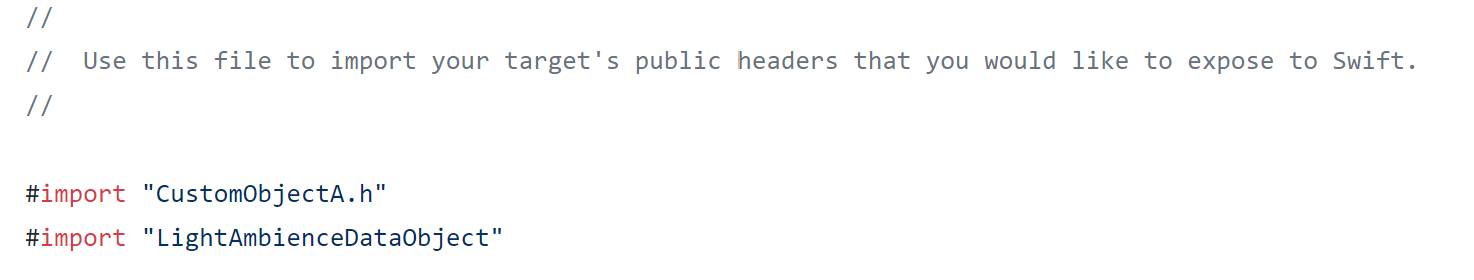 //
//  Use this file to import your target's public headers that you would like to expose to Swift.
//
#import "CustomObjectA.h"
#import "LightAmbienceDataObject"